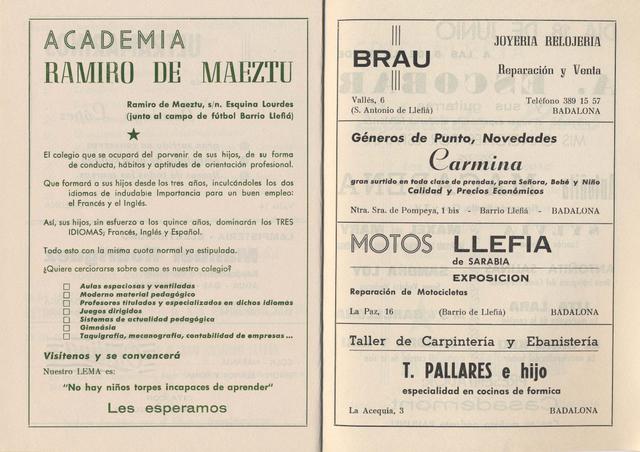 ACADEMIA
RAMIRO DE MAEZTU
Ramiro de Maeztu, s/n. Esquina Lourdes
(junto al campo de fútbol Barrio Llefiá)
El colegio que se ocupará del porvenir de sus hijos, de su forma
de conducta, hábitos y aptitudes de orientación profesional.
Que formará a sus hijos desde los tres años, inculcándoles los dos
idiomas de indudable importancia para un buen empleo:
el Francés y el Inglés.
Así, sus hijos, sin esfuerzo a los quince años, dominarán los TRES
IDIOMAS; Francés, Inglés y Español.
Todo esto con la misma cuota normal ya estipulada.
¿Quiere cerciorarse sobre como es nuestro colegio?
Aulas espaciosas y ventiladas
Moderno material pedagógico
Profesores titulados y especializados en dichos idiomas
Juegos dirigidos
Sistemas de actualidad pedagógica
Gimnásia
Taquigrafía, mecanografía, contabilidad de empresas ...
Visítenos y se convencerá
Nuestro LEMA es:
"No hay niños torpes incapaces de aprender"
Les esperamos
BRAU
JOYERIA RELOJERIA
Reparación y Venta
Vallés, 6
(S. Antonio de Llefiá)
Teléfono 389 15 57
BADALONA
Géneros de Punto, Novedades
Carmina
gran surtido en toda clase de prendas, para Señora, Bebé y Niño
Calidad y Precios Económicos
Ntra. Sra. de Pompeya, 1 bis - Barrio Llefiá - BADALONA
MOTOS LLEFIA
de SARABIA
EXPOSICION
Reparación de Motocicletas
La Paz, 16 (Barrio de Llefiá) BADALONA
Taller de Carpintería y Ebanistería
T. PALLARES e hijo
especialidad en cocinas de formica
La Acequia, 3 BADALONA